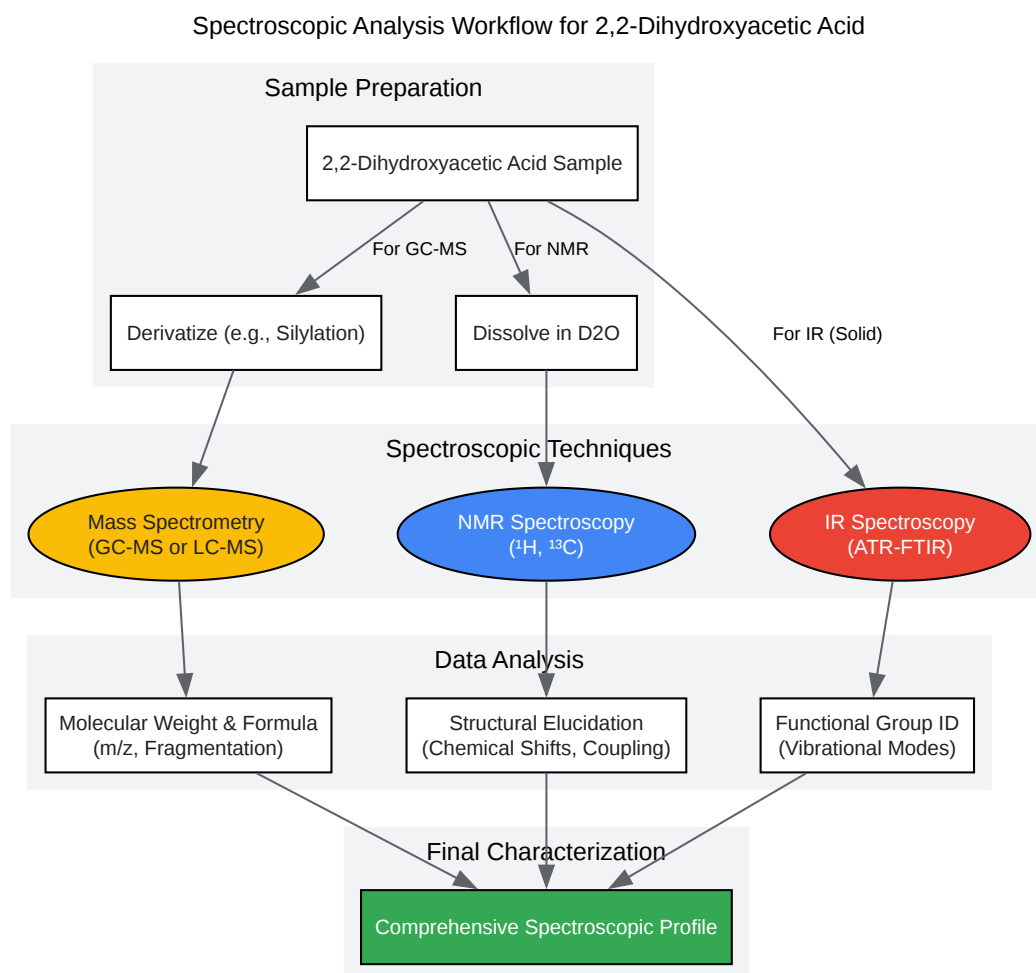 Spectroscopic Analysis Workflow for 2,2-Dihydroxyacetic Acid
Sample Preparation
2,2-Dihydroxyacetic Acid Sample
For GC-MS
For NMR
Derivatize (e.g., Silylation)
Dissolve in D2O
For IR (Solid)
Spectroscopic Techniques
Mass Spectrometry
(GC-MS or LC-MS)
NMR Spectroscopy
(¹H, ¹³C)
IR Spectroscopy
(ATR-FTIR)
Data Analysis
Molecular Weight & Formula
(m/z, Fragmentation)
Structural Elucidation
(Chemical Shifts, Coupling)
Functional Group ID
(Vibrational Modes)
Final Characterization
Comprehensive Spectroscopic Profile